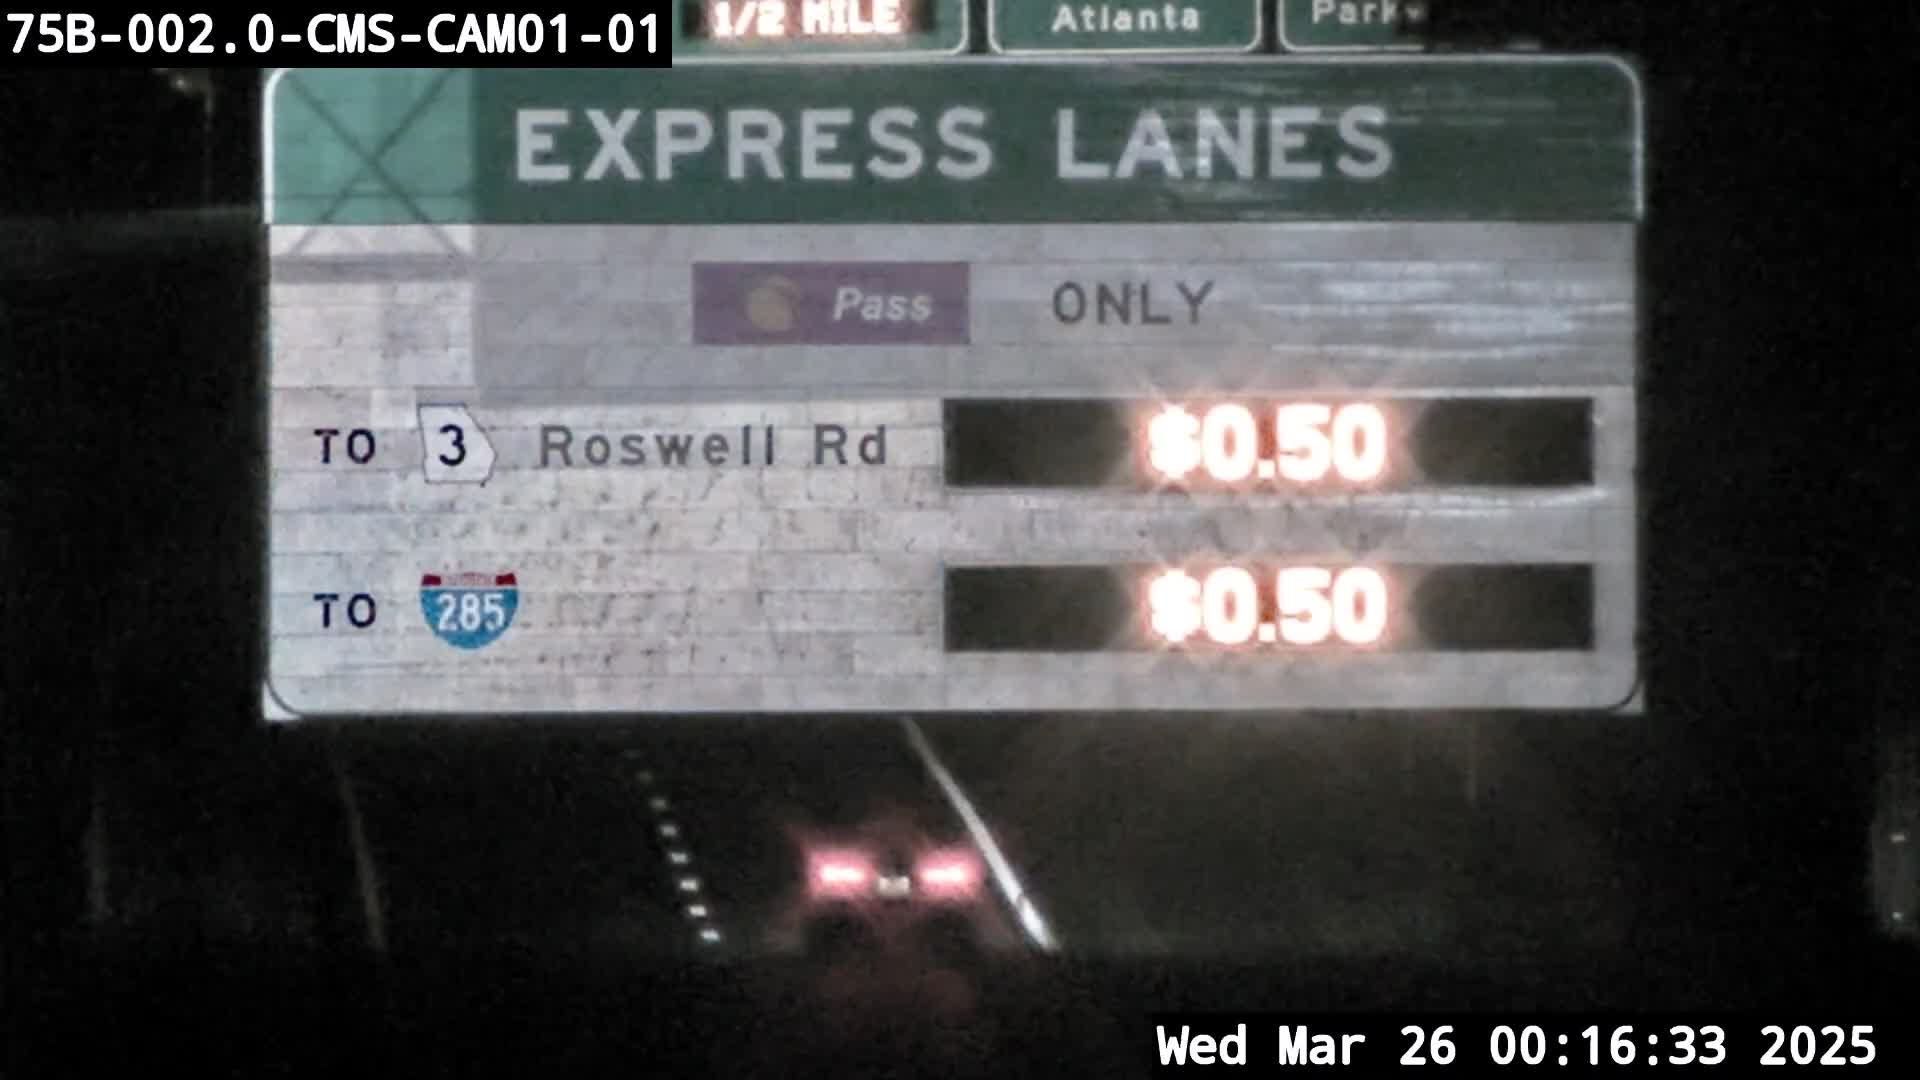 75B-002.0-CMS-CAM01-01
1/2 MILE
Atlanta
EXPRESS LANES
Pass ONLY
TO 3 Roswell Rd $0.50
TO 285 $0.50
Wed Mar 26 00:16:33 2025